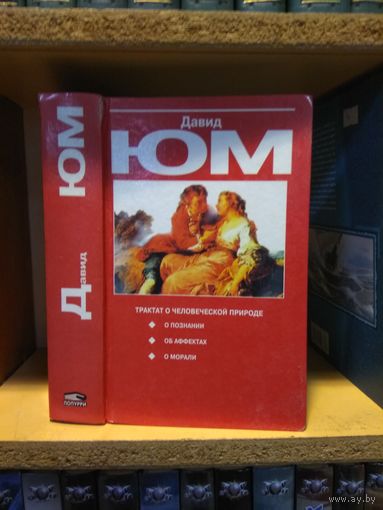 Давид
ЮМ
Давид
ЮМ
ТРАКТАТ О ЧЕЛОВЕЧЕСКОЙ ПРИРОДЕ
О ПОЗНАНИИ
ОБ АФФЕКТАХ
О МОРАЛИ
ПОПУРРИ
www.ay.by